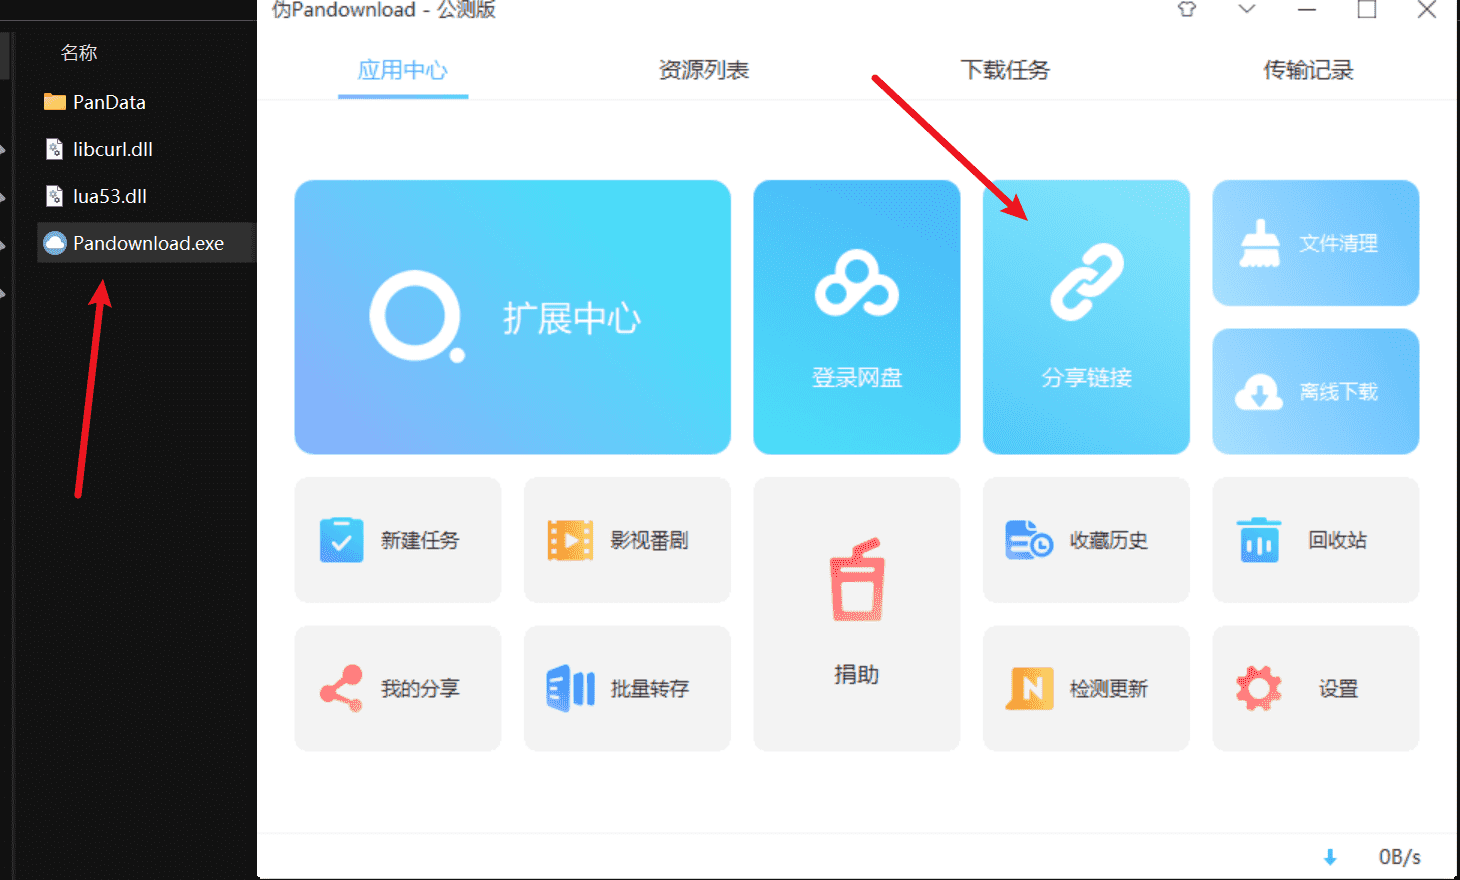 伪Pandownload - 公测版
名称
PanData
libcurl.dll
lua53.dll
Pandownload.exe
应用中心
资源列表
下载任务
传输记录
扩展中心
登录网盘
分享链接
文件清理
离线下载
新建任务
影视番剧
捐助
收藏历史
回收站
我的分享
批量转存
检测更新
设置
0B/s